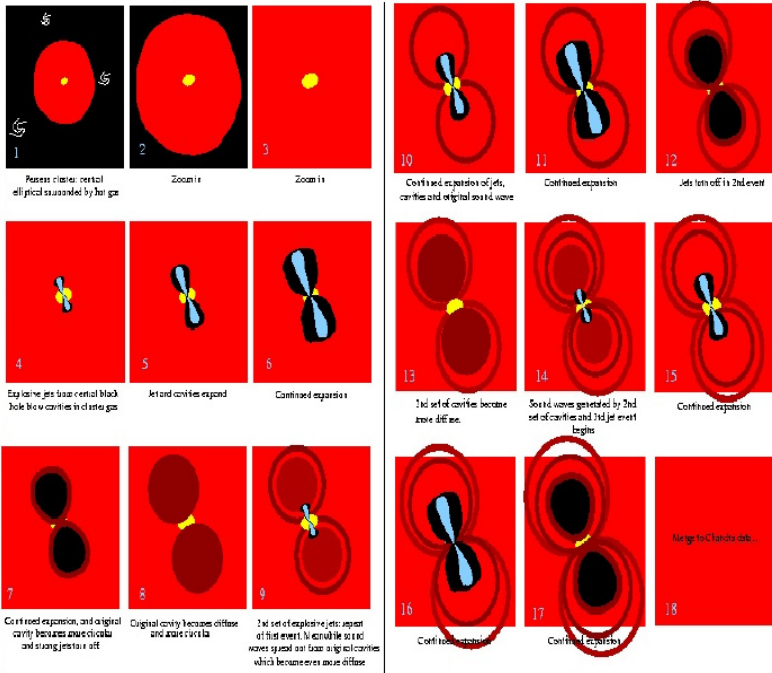 1
Perseus cluster: central
elliptical surrounded by hot gas
2
Zoom in
3
Zoom in
4
Explosive jets from central black
hole blow cavities in cluster gas
5
Jet and cavities expand
6
Continued expansion
7
Continued expansion, and original
cavity becomes more circular
and strong jets turn off
8
Original cavity becomes diffuse
and more circular
9
2nd set of explosive jets: repeat
of first event. Meanwhile sound
waves spread out from original cavities
which become even more diffuse
10
Continued expansion of jets,
cavities and original sound wave
11
Continued expansion
12
Jets turn off in 2nd event
13
2nd set of cavities become
more diffuse.
14
Sound waves generated by 2nd
set of cavities and 3rd jet event
begins
15
Continued expansion
16
Continued expansion
17
Continued expansion
Merge to Chandra data...
18